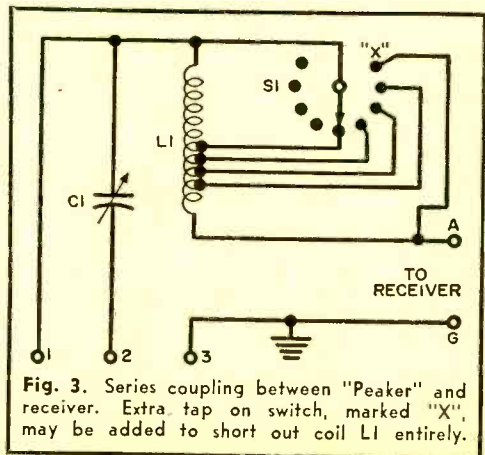 "X"
S1
L1
C1
A
TO
RECEIVER
G
1 2 3
Fig. 3. Series coupling between "Peaker" and
receiver. Extra tap on switch, marked "X",
may be added to short out coil L1 entirely.